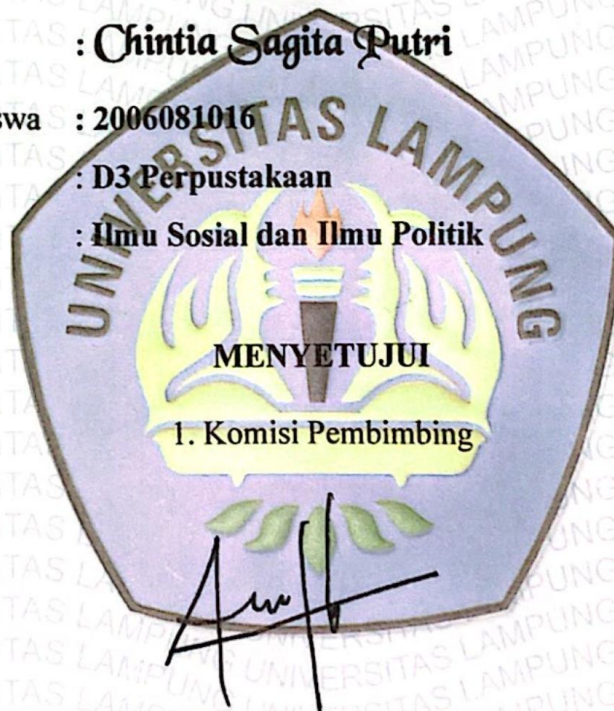 : Chintia Sagita Putri
swa : 2006081016
: D3 Perpustakaan
: Ilmu Sosial dan Ilmu Politik
UNIVERSITAS LAMPUNG
MENYETUJUI
1. Komisi Pembimbing